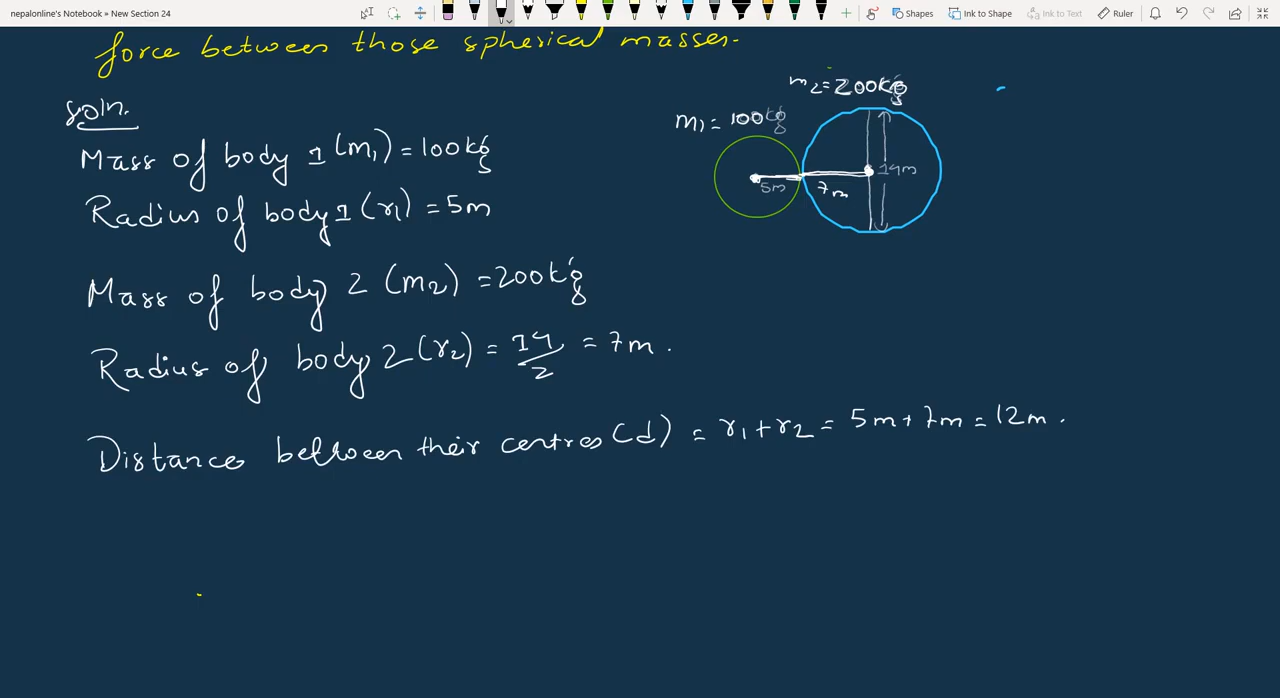 nepalonline's Notebook » New Section 24
Shapes Ink to Shape Ink to Text Ruler
force between those spherical masses.
m2 = 200kg
m1 = 100kg
5m 7m 14m
Soln.
Mass of body 1 (m1) = 100kg
Radius of body 1 (r1) = 5m
Mass of body 2 (m2) = 200kg
Radius of body 2 (r2) = 14/2 = 7m.
Distance between their centres (d) = r1 + r2 = 5m + 7m = 12m.